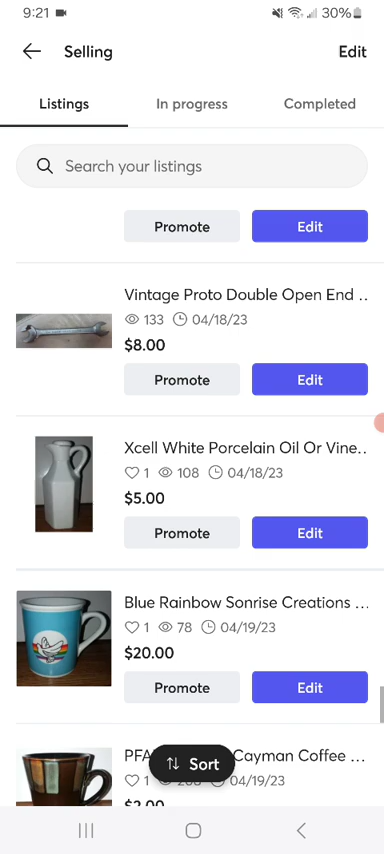 9:21 30%
Selling Edit
Listings In progress Completed
Search your listings
Promote Edit
Vintage Proto Double Open End ..
133 04/18/23
$8.00
Promote Edit
Xcell White Porcelain Oil Or Vine..
1 108 04/18/23
$5.00
Promote Edit
Blue Rainbow Sonrise Creations ...
1 78 04/19/23
$20.00
Promote Edit
PFA Cayman Coffee ...
Sort
1 04/19/23
$2.00